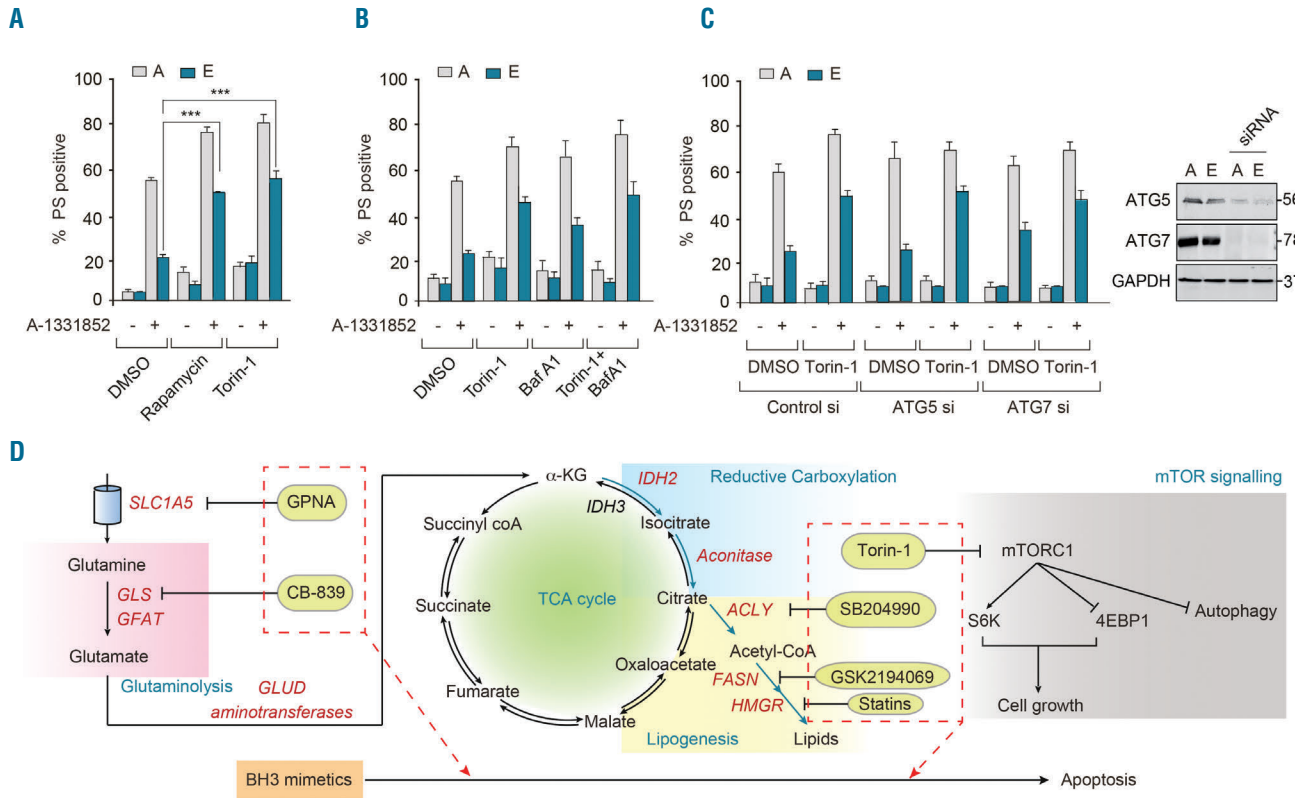 A
A E
% PS positive
100
80
60
40
20
0
*** ***
A-1331852 - + - + - +
DMSO
Rapamycin
Torin-1
B
A E
% PS positive
100
80
60
40
20
0
A-1331852 - + - + - + - +
DMSO
Torin-1
Baf A1
Torin-1+
BafA1
C
A E
% PS positive
100
80
60
40
20
0
A-1331852 - + - + - + - + - + - +
DMSO Torin-1 DMSO Torin-1 DMSO Torin-1
Control si ATG5 si ATG7 si
siRNA
A E A E
ATG5 -56
ATG7 -78
GAPDH -37
D
SLC1A5
GPNA
Glutamine
GLS
GFAT
CB-839
Glutamate
Glutaminolysis
GLUD
aminotransferases
α-KG
IDH2
IDH3
Reductive Carboxylation
Isocitrate
Aconitase
Citrate
Succinyl coA
Succinate
TCA cycle
Fumarate
Malate
Oxaloacetate
ACLY
Acetyl-CoA
FASN
HMGR
Lipogenesis
Lipids
Torin-1
SB204990
GSK2194069
Statins
mTOR signalling
mTORC1
S6K
4EBP1
Autophagy
Cell growth
BH3 mimetics
Apoptosis